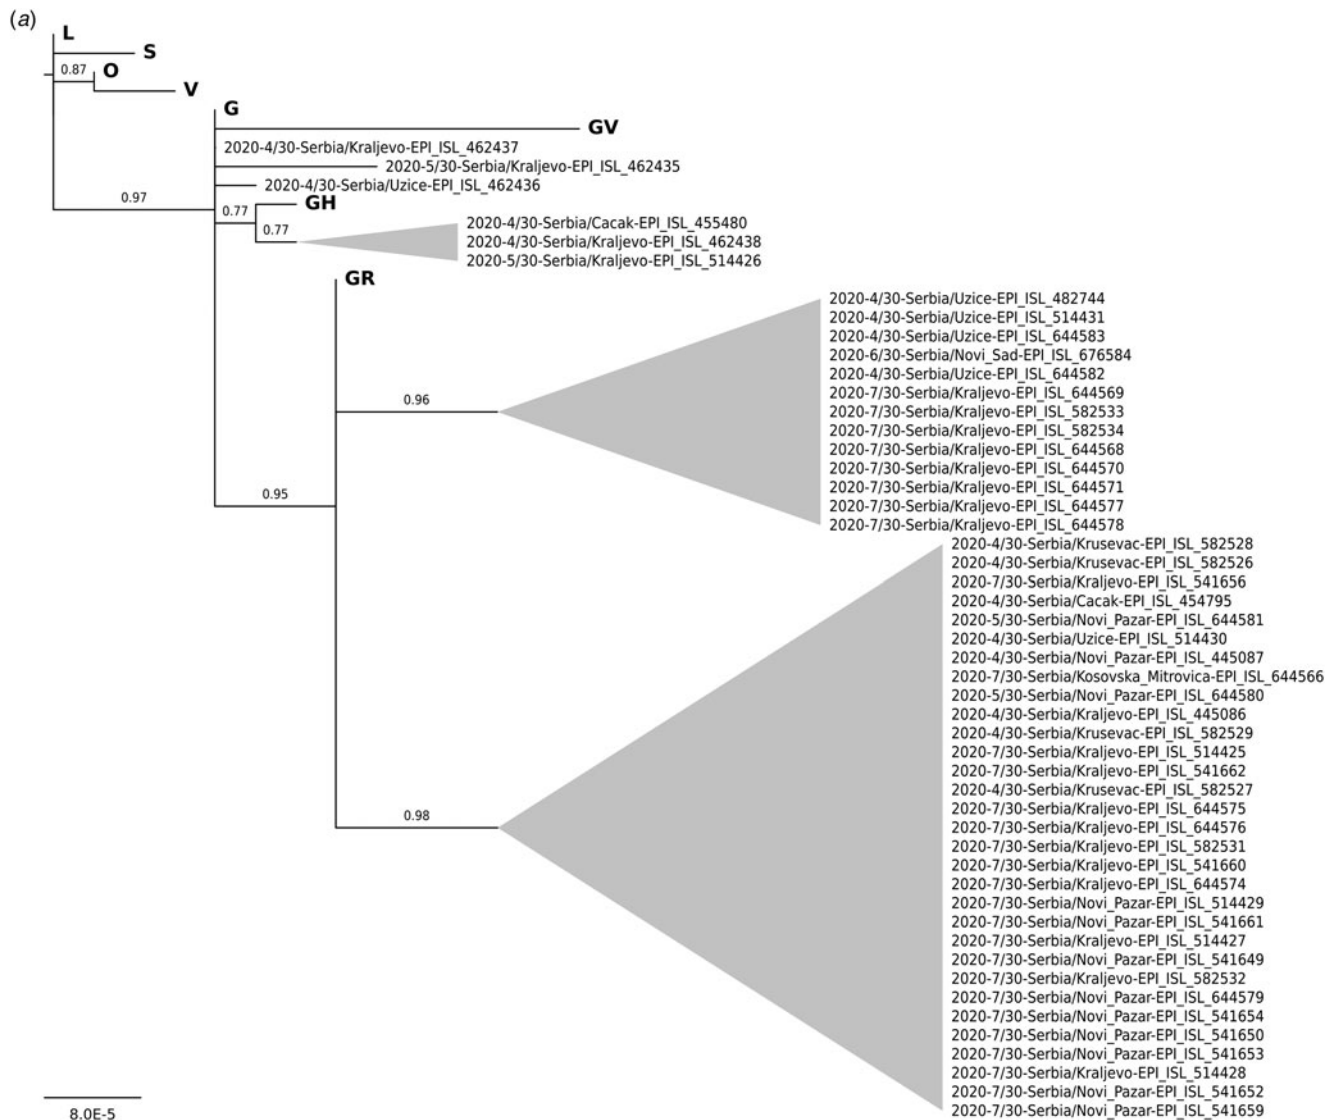 (a)
L
S
0.87
O
V
G
GV
2020-4/30-Serbia/Kraljevo-EPI_ISL_462437
2020-5/30-Serbia/Kraljevo-EPI_ISL_462435
2020-4/30-Serbia/Uzice-EPI_ISL_462436
0.97
0.77
GH
0.77
2020-4/30-Serbia/Cacak-EPI_ISL_455480
2020-4/30-Serbia/Kraljevo-EPI_ISL_462438
2020-5/30-Serbia/Kraljevo-EPI_ISL_514426
GR
2020-4/30-Serbia/Uzice-EPI_ISL_482744
2020-4/30-Serbia/Uzice-EPI_ISL_514431
2020-4/30-Serbia/Uzice-EPI_ISL_644583
2020-6/30-Serbia/Novi_Sad-EPI_ISL_676584
2020-4/30-Serbia/Uzice-EPI_ISL_644582
2020-7/30-Serbia/Kraljevo-EPI_ISL_644569
0.96
2020-7/30-Serbia/Kraljevo-EPI_ISL_582533
2020-7/30-Serbia/Kraljevo-EPI_ISL_582534
2020-7/30-Serbia/Kraljevo-EPI_ISL_644568
2020-7/30-Serbia/Kraljevo-EPI_ISL_644570
2020-7/30-Serbia/Kraljevo-EPI_ISL_644571
0.95
2020-7/30-Serbia/Kraljevo-EPI_ISL_644577
2020-7/30-Serbia/Kraljevo-EPI_ISL_644578
2020-4/30-Serbia/Krusevac-EPI_ISL_582528
2020-4/30-Serbia/Krusevac-EPI_ISL_582526
2020-7/30-Serbia/Kraljevo-EPI_ISL_541656
2020-4/30-Serbia/Cacak-EPI_ISL_454795
2020-5/30-Serbia/Novi_Pazar-EPI_ISL_644581
2020-4/30-Serbia/Uzice-EPI_ISL_514430
2020-4/30-Serbia/Novi_Pazar-EPI_ISL_445087
2020-7/30-Serbia/Kosovska_Mitrovica-EPI_ISL_644566
2020-5/30-Serbia/Novi_Pazar-EPI_ISL_644580
2020-4/30-Serbia/Kraljevo-EPI_ISL_445086
2020-4/30-Serbia/Krusevac-EPI_ISL_582529
2020-7/30-Serbia/Kraljevo-EPI_ISL_514425
2020-7/30-Serbia/Kraljevo-EPI_ISL_541662
2020-4/30-Serbia/Krusevac-EPI_ISL_582527
2020-7/30-Serbia/Kraljevo-EPI_ISL_644575
0.98
2020-7/30-Serbia/Kraljevo-EPI_ISL_644576
2020-7/30-Serbia/Kraljevo-EPI_ISL_582531
2020-7/30-Serbia/Kraljevo-EPI_ISL_541660
2020-7/30-Serbia/Kraljevo-EPI_ISL_644574
2020-7/30-Serbia/Novi_Pazar-EPI_ISL_514429
2020-7/30-Serbia/Novi_Pazar-EPI_ISL_541661
2020-7/30-Serbia/Kraljevo-EPI_ISL_514427
2020-7/30-Serbia/Novi_Pazar-EPI_ISL_541649
2020-7/30-Serbia/Kraljevo-EPI_ISL_582532
2020-7/30-Serbia/Novi_Pazar-EPI_ISL_644579
2020-7/30-Serbia/Novi_Pazar-EPI_ISL_541654
2020-7/30-Serbia/Novi_Pazar-EPI_ISL_541650
2020-7/30-Serbia/Novi_Pazar-EPI_ISL_541653
2020-7/30-Serbia/Kraljevo-EPI_ISL_514428
2020-7/30-Serbia/Novi_Pazar-EPI_ISL_541652
2020-7/30-Serbia/Novi_Pazar-EPI_ISL_541659
8.0E-5